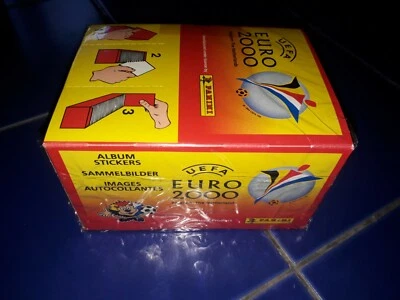 UEFA
EURO
2000
PANINI
2
3
ALBUM
STICKERS
SAMMELBILDER
IMAGES
AUTOCOLLANTES
UEFA
EURO
2000
PANINI